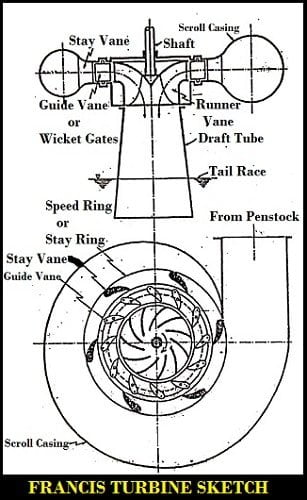 Scroll Casing
Stay Vane
Shaft
Guide Vane
or
Wicket Gates
Runner
Vane
Draft Tube
Tail Race
Speed Ring
or
Stay Ring
From Penstock
Stay Vane
Guide Vane
Scroll Casing
FRANCIS TURBINE SKETCH